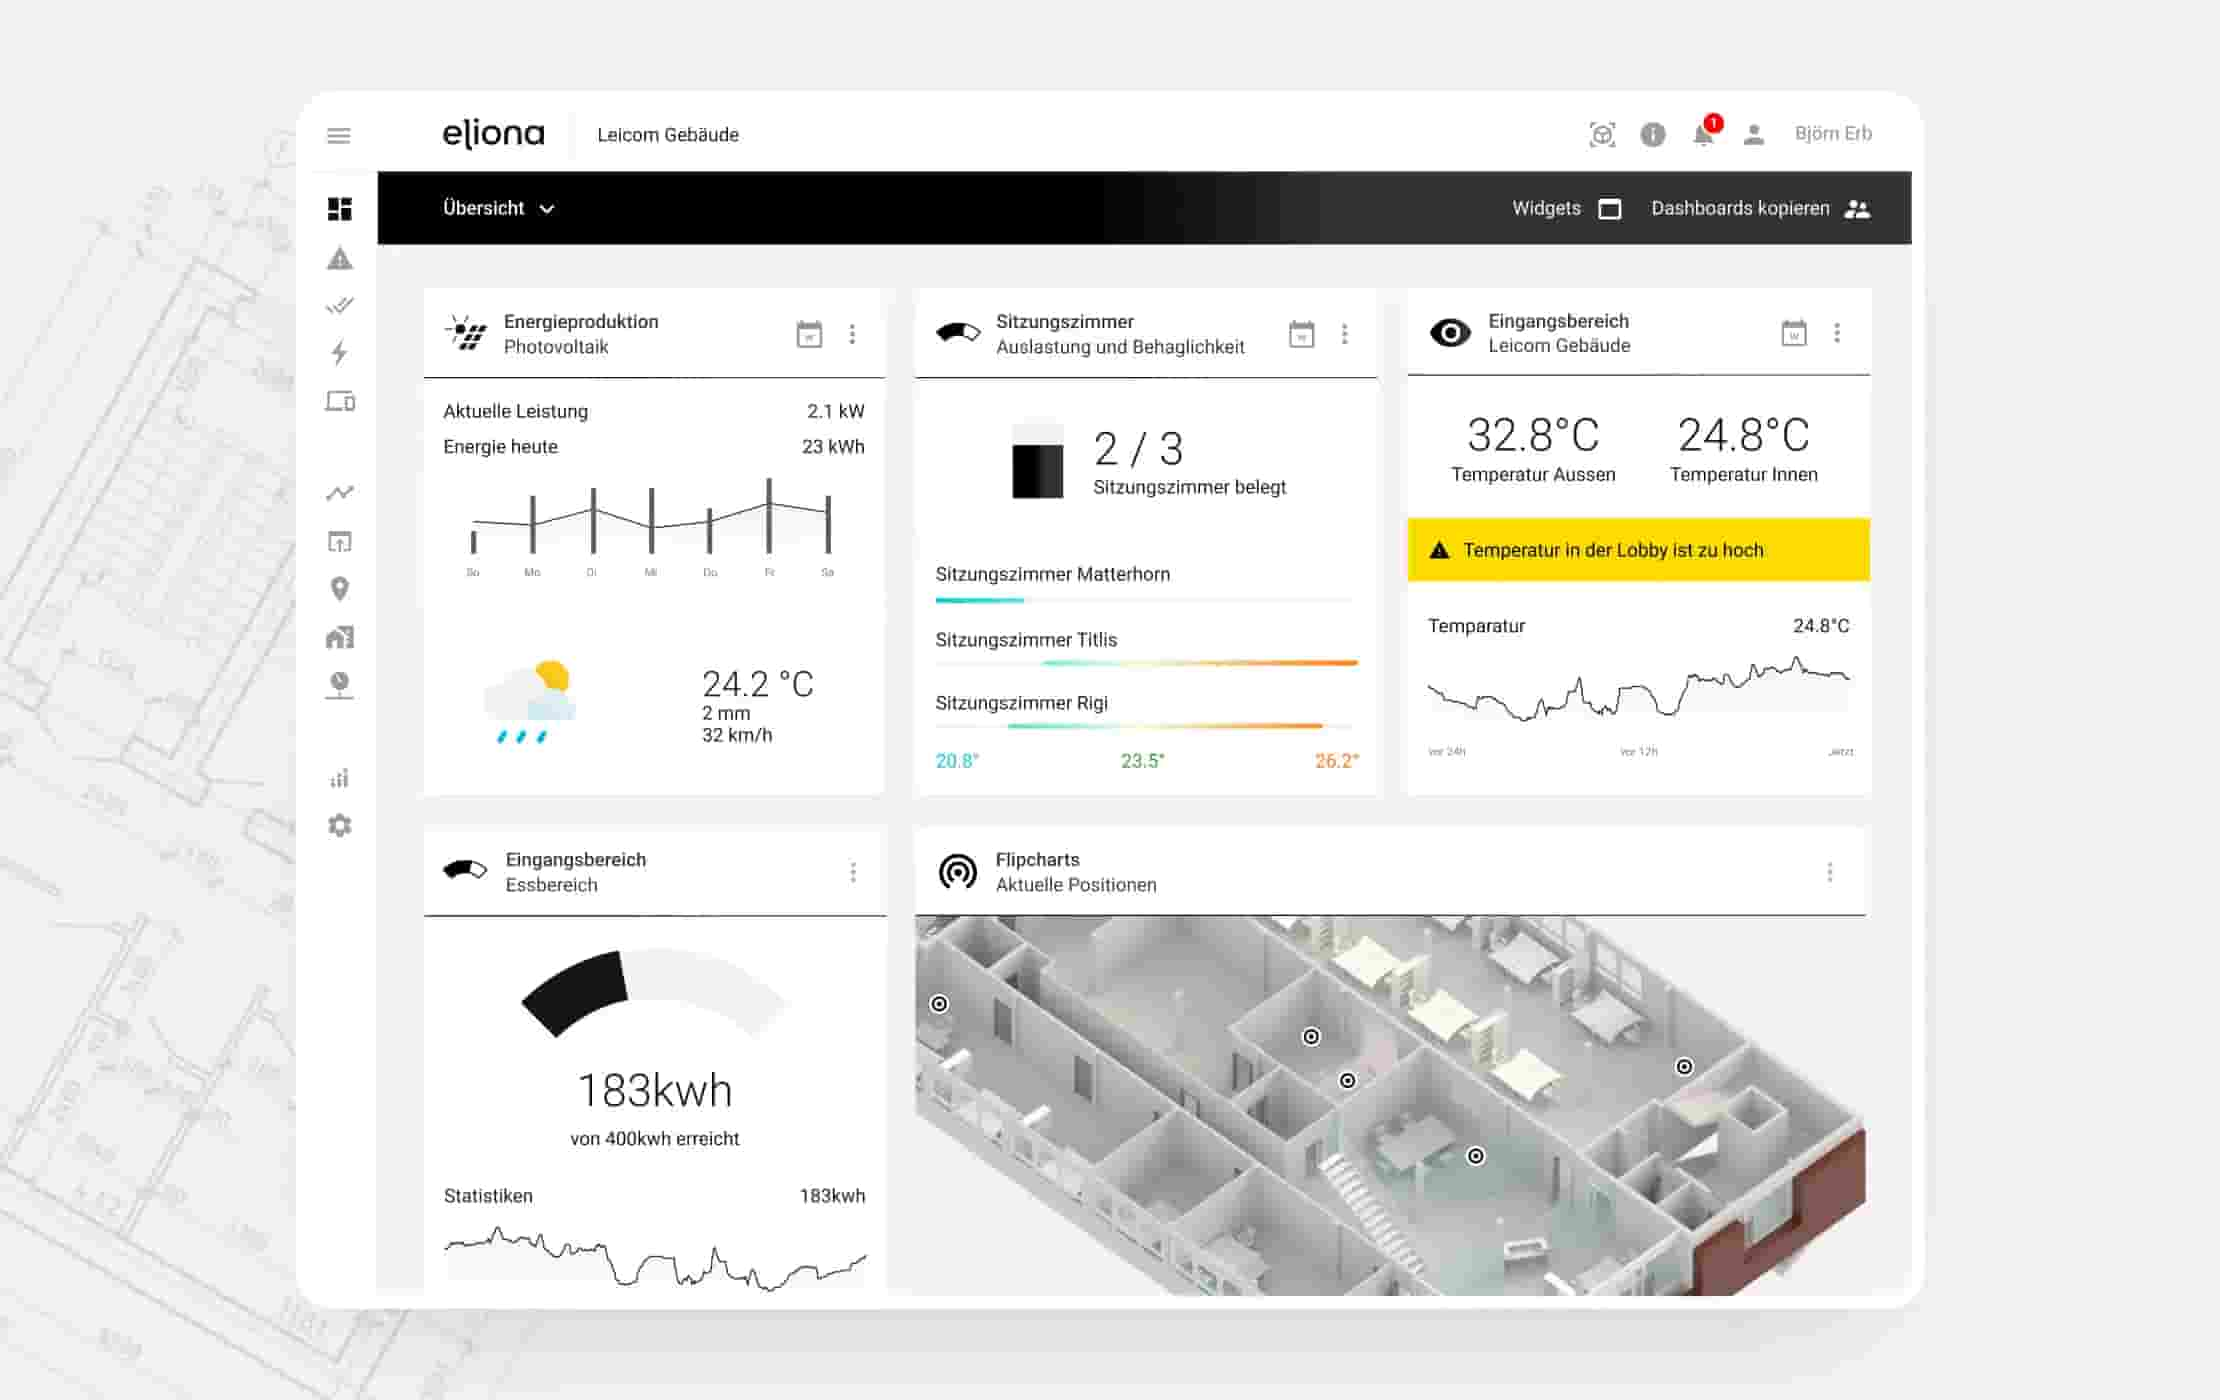 eliona
Leicom Gebäude
1
Björn Erb
Übersicht
Widgets
Dashboards kopieren
Energieproduktion
Photovoltaik
W
Aktuelle Leistung 2.1 kW
Energie heute 23 kWh
So Mo Di Mi Do Fr Sa
24.2 °C
2 mm
32 km/h
Sitzungszimmer
Auslastung und Behaglichkeit
W
2 / 3
Sitzungszimmer belegt
Sitzungszimmer Matterhorn
Sitzungszimmer Titlis
Sitzungszimmer Rigi
20.8° 23.5° 26.2°
Eingangsbereich
Leicom Gebäude
W
32.8°C 24.8°C
Temperatur Aussen Temperatur Innen
Temperatur in der Lobby ist zu hoch
Temparatur 24.8°C
vor 24h vor 12h Jetzt
Eingangsbereich
Essbereich
183kwh
von 400kwh erreicht
Statistiken 183kwh
Flipcharts
Aktuelle Positionen